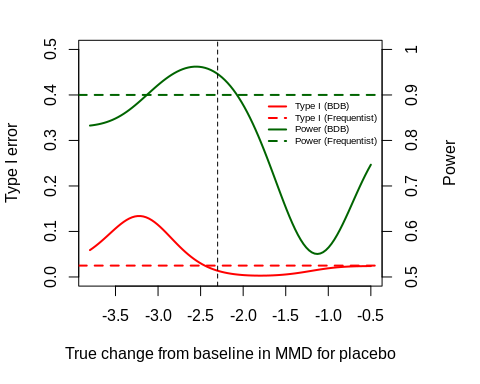 0.5
0.4
0.3
0.2
0.1
0.0
Type I error
1
0.9
0.8
0.7
0.6
0.5
Power
Type I (BDB)
Type I (Frequentist)
Power (BDB)
Power (Frequentist)
-3.5 -3.0 -2.5 -2.0 -1.5 -1.0 -0.5
True change from baseline in MMD for placebo